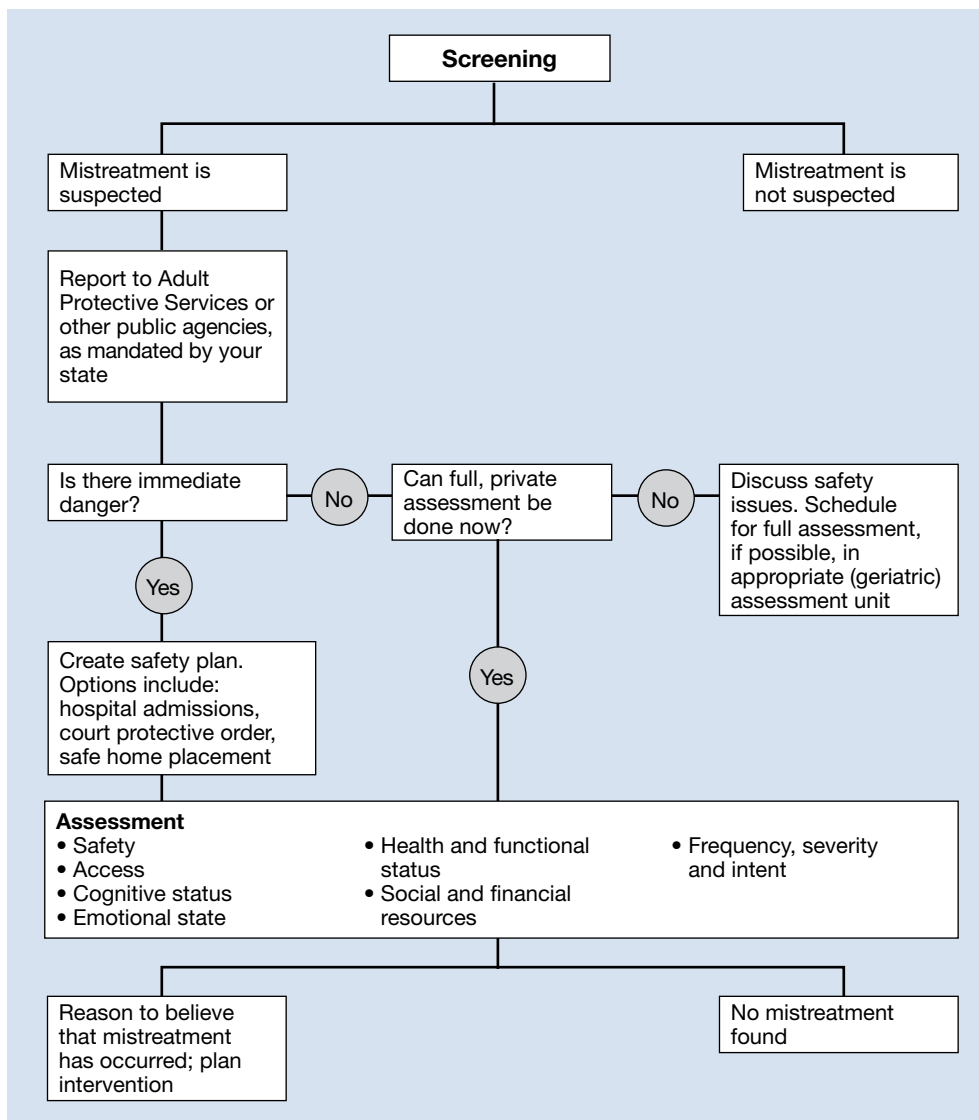 Screening
Mistreatment is
suspected
Mistreatment is
not suspected
Report to Adult
Protective Services or
other public agencies,
as mandated by your
state
Is there immediate
danger?
No
Can full, private
assessment be
done now?
No
Discuss safety
issues. Schedule
for full assessment,
if possible, in
appropriate (geriatric)
assessment unit
Yes
Create safety plan.
Options include:
hospital admissions,
court protective order,
safe home placement
Yes
Assessment
• Safety
• Access
• Cognitive status
• Emotional state
• Health and functional
status
• Social and financial
resources
• Frequency, severity
and intent
Reason to believe
that mistreatment
has occurred; plan
intervention
No mistreatment
found